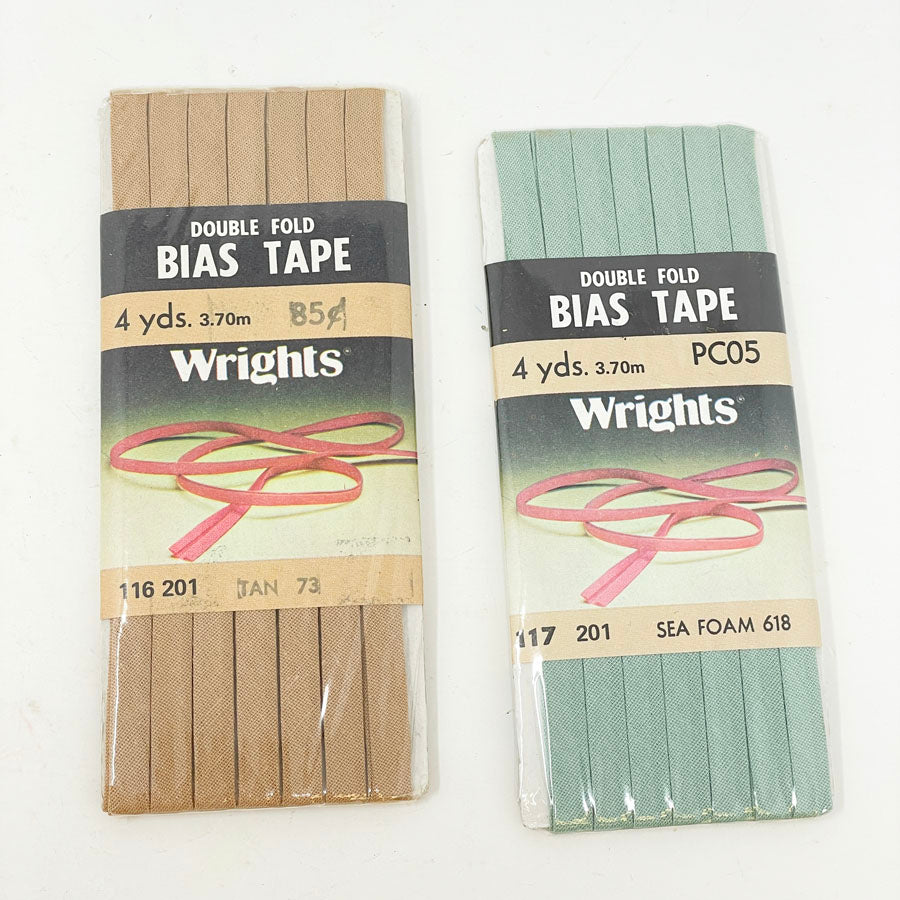 DOUBLE FOLD
BIAS TAPE
4 yds. 3.70m 85¢
Wrights®
116 201 TAN 73
DOUBLE FOLD
BIAS TAPE
4 yds. 3.70m PC05
Wrights®
117 201 SEA FOAM 618